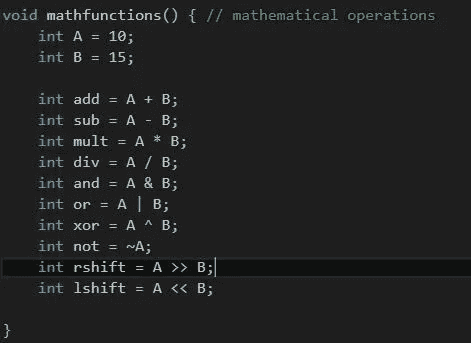 void mathfunctions() { // mathematical operations
    int A = 10;
    int B = 15;

    int add = A + B;
    int sub = A - B;
    int mult = A * B;
    int div = A / B;
    int and = A & B;
    int or = A | B;
    int xor = A ^ B;
    int not = ~A;
    int rshift = A >> B;
    int lshift = A << B;

}